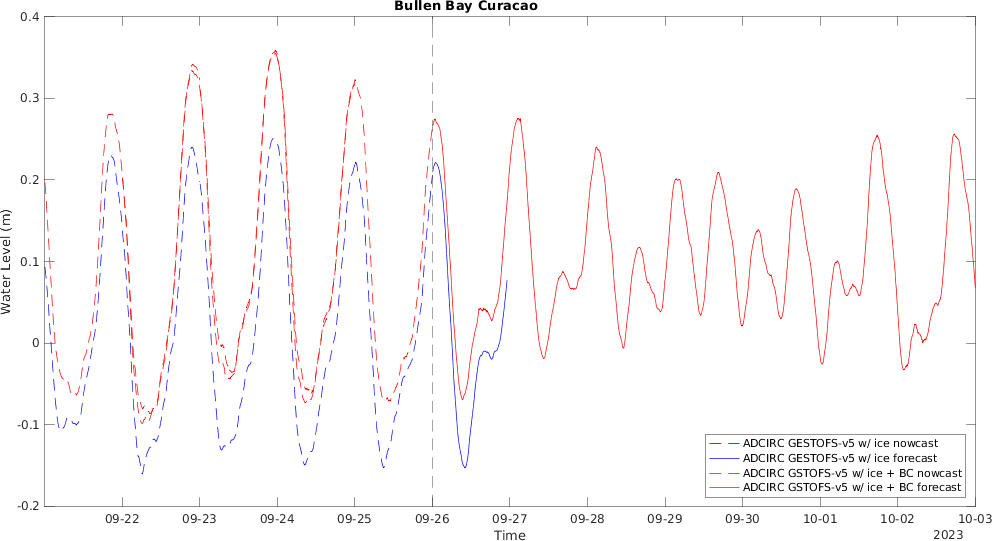 Bullen Bay Curacao
0.4
0.3
0.2
0.1
0
-0.1
-0.2
Water Level (m)
09-22 09-23 09-24 09-25 09-26 09-27 09-28 09-29 09-30 10-01 10-02 10-03
Time
2023
ADCIRC GESTOFS-v5 w/ ice nowcast
ADCIRC GESTOFS-v5 w/ ice forecast
ADCIRC GSTOFS-v5 w/ ice + BC nowcast
ADCIRC GSTOFS-v5 w/ ice + BC forecast